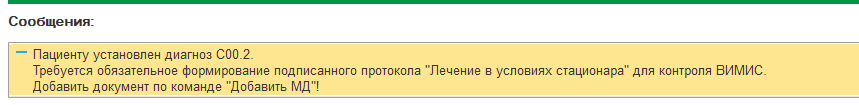 Сообщения:
Пациенту установлен диагноз C00.2.
Требуется обязательное формирование подписанного протокола "Лечение в условиях стационара" для контроля ВИМИС.
Добавить документ по команде "Добавить МД"!